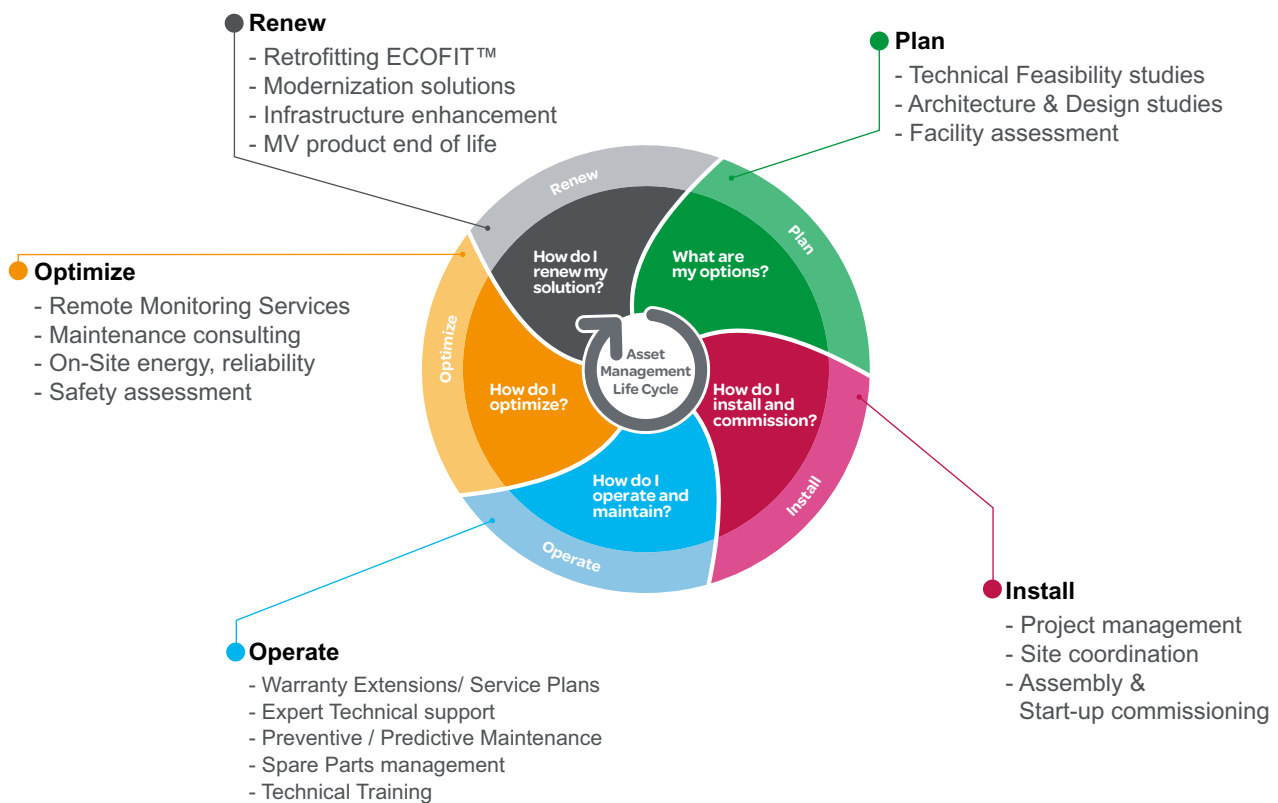 Renew
- Retrofitting ECOFIT™
- Modernization solutions
- Infrastructure enhancement
- MV product end of life
Plan
- Technical Feasibility studies
- Architecture & Design studies
- Facility assessment
Optimize
- Remote Monitoring Services
- Maintenance consulting
- On-Site energy, reliability
- Safety assessment
Renew
How do I
renew my
solution?
Plan
What are
my options?
Optimize
How do I
optimize?
Asset
Management
Life Cycle
How do I
install and
commission?
Install
How do I
operate and
maintain?
Operate
Operate
- Warranty Extensions/ Service Plans
- Expert Technical support
- Preventive / Predictive Maintenance
- Spare Parts management
- Technical Training
Install
- Project management
- Site coordination
- Assembly &
Start-up commissioning